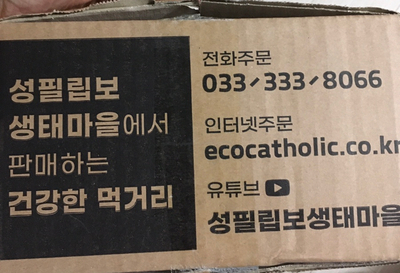 성필립보
생태마을에서
판매하는
건강한 먹거리
전화주문
033-333-8066
인터넷주문
ecocatholic.co.kr
유튜브
성필립보생태마을